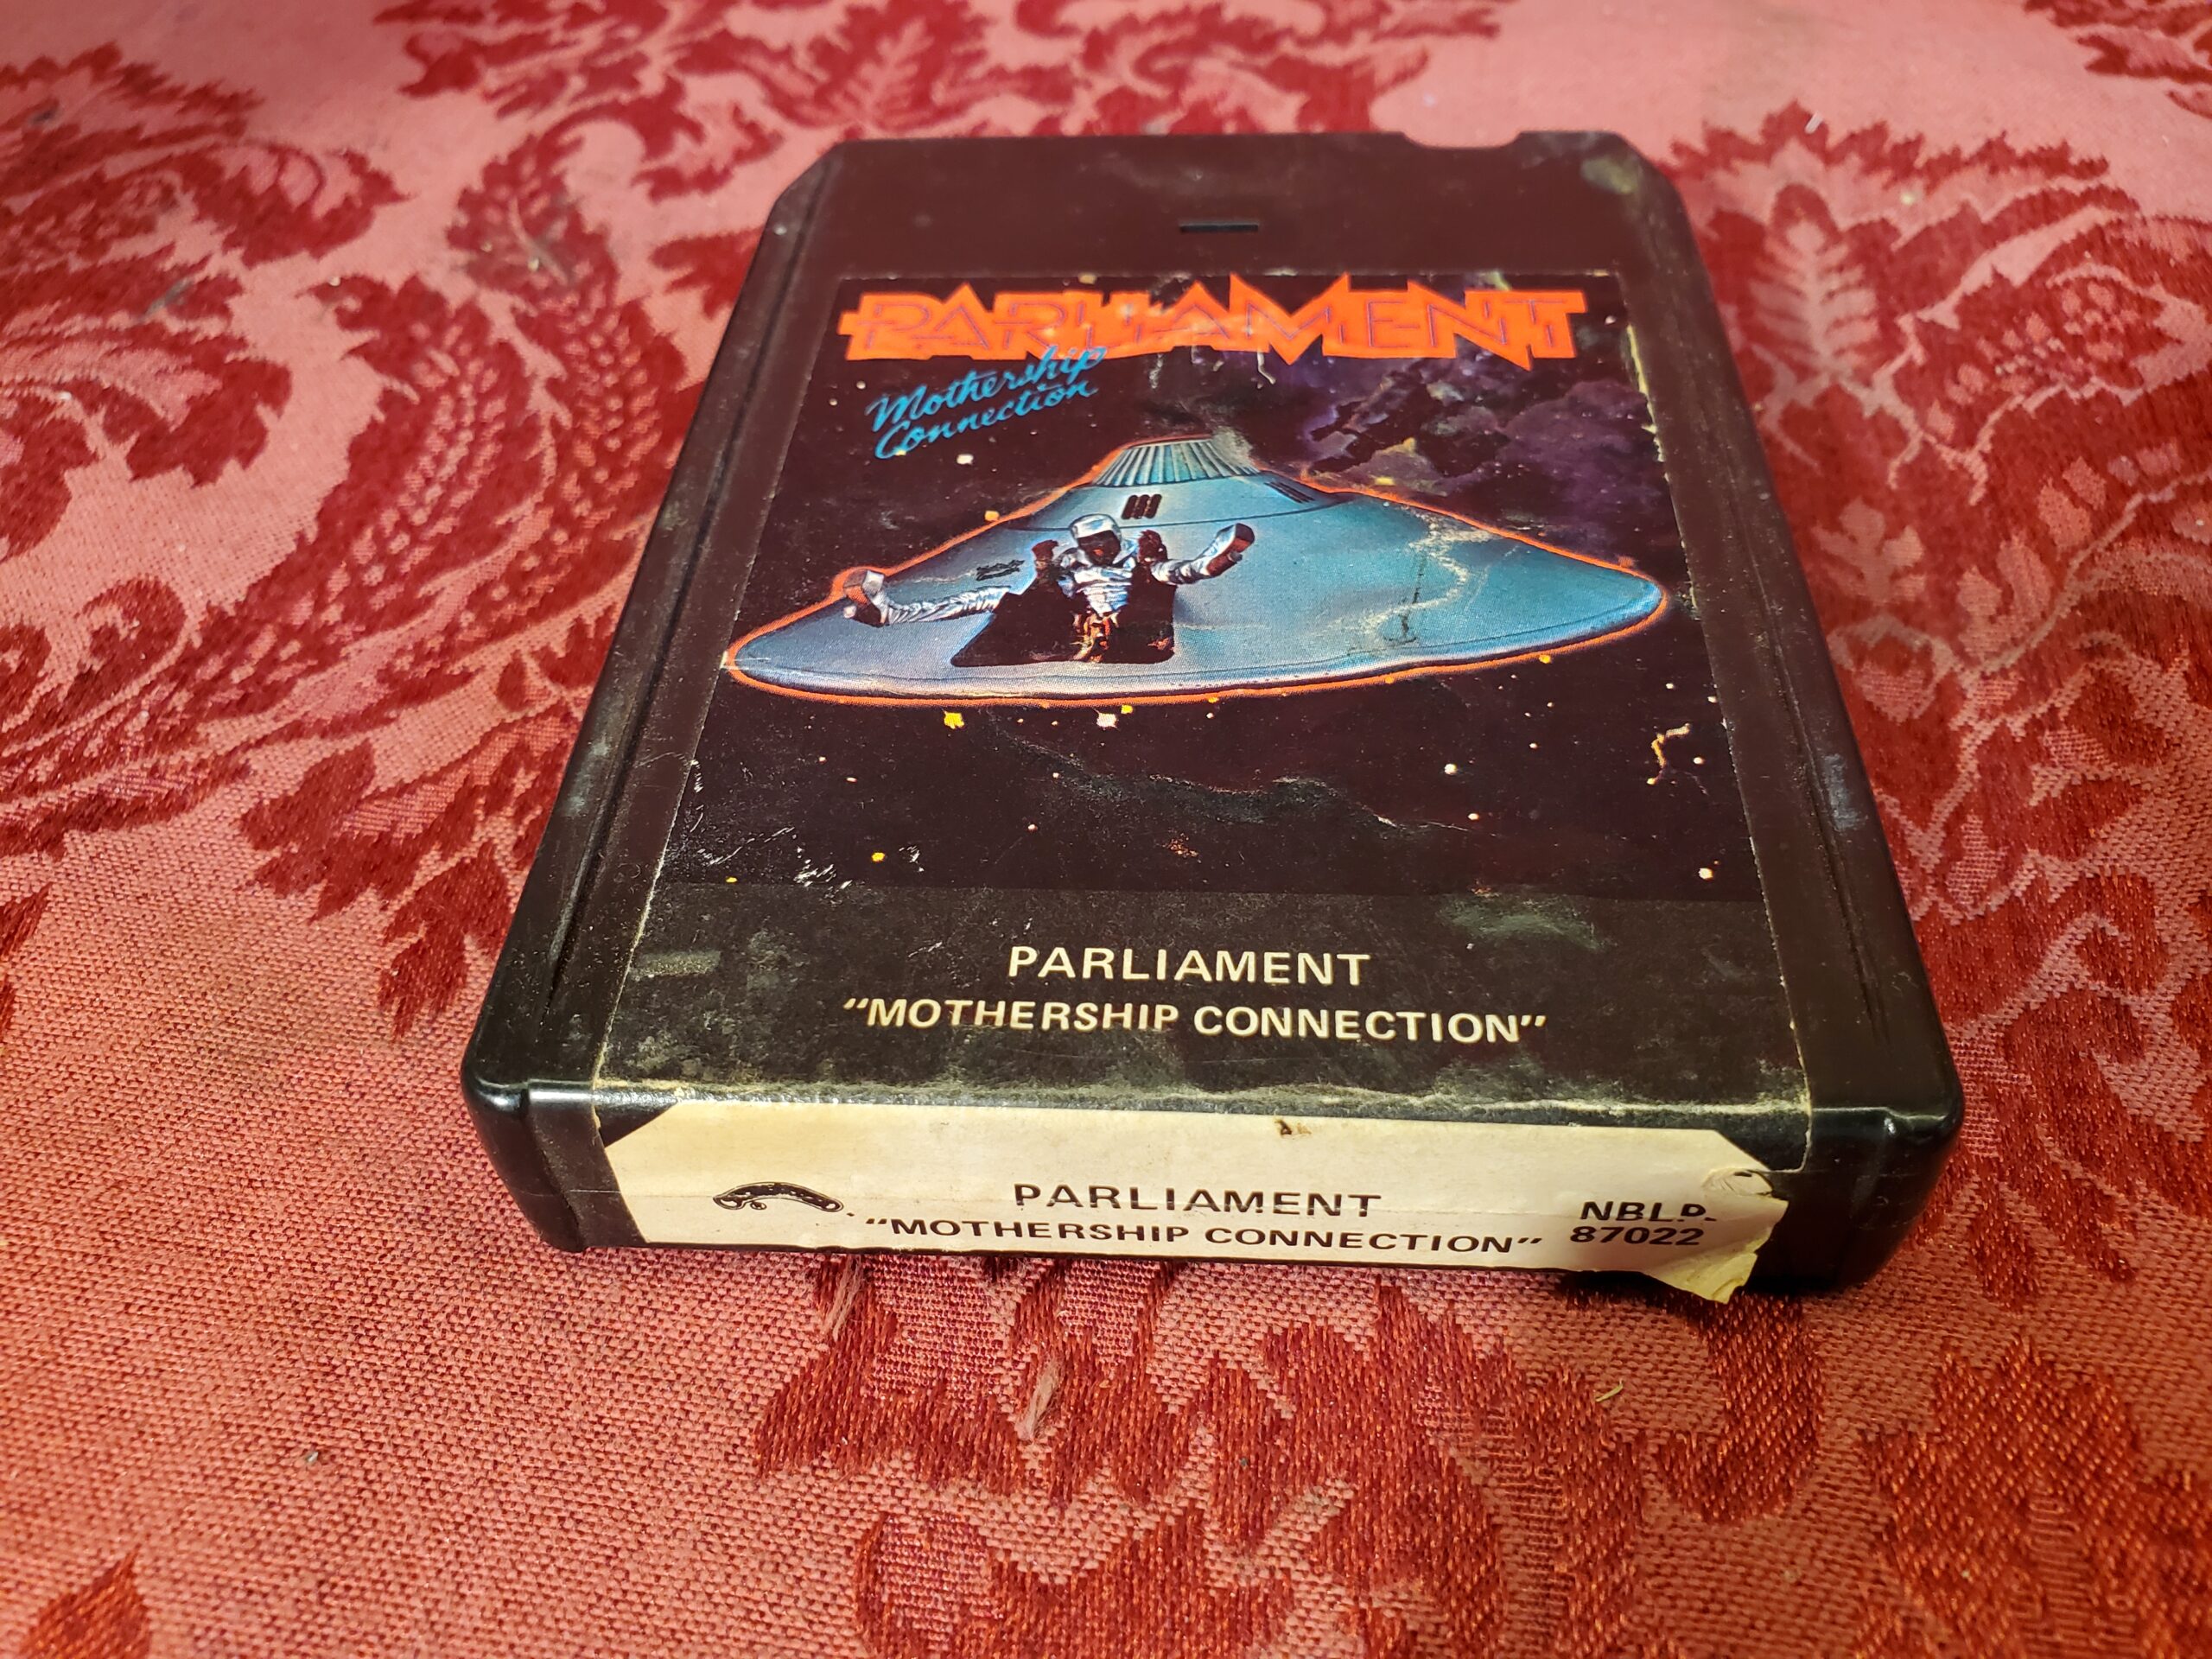 PARLIAMENT
Mothership
Connection
PARLIAMENT
"MOTHERSHIP CONNECTION"
PARLIAMENT
"MOTHERSHIP CONNECTION"
NBLP
87022